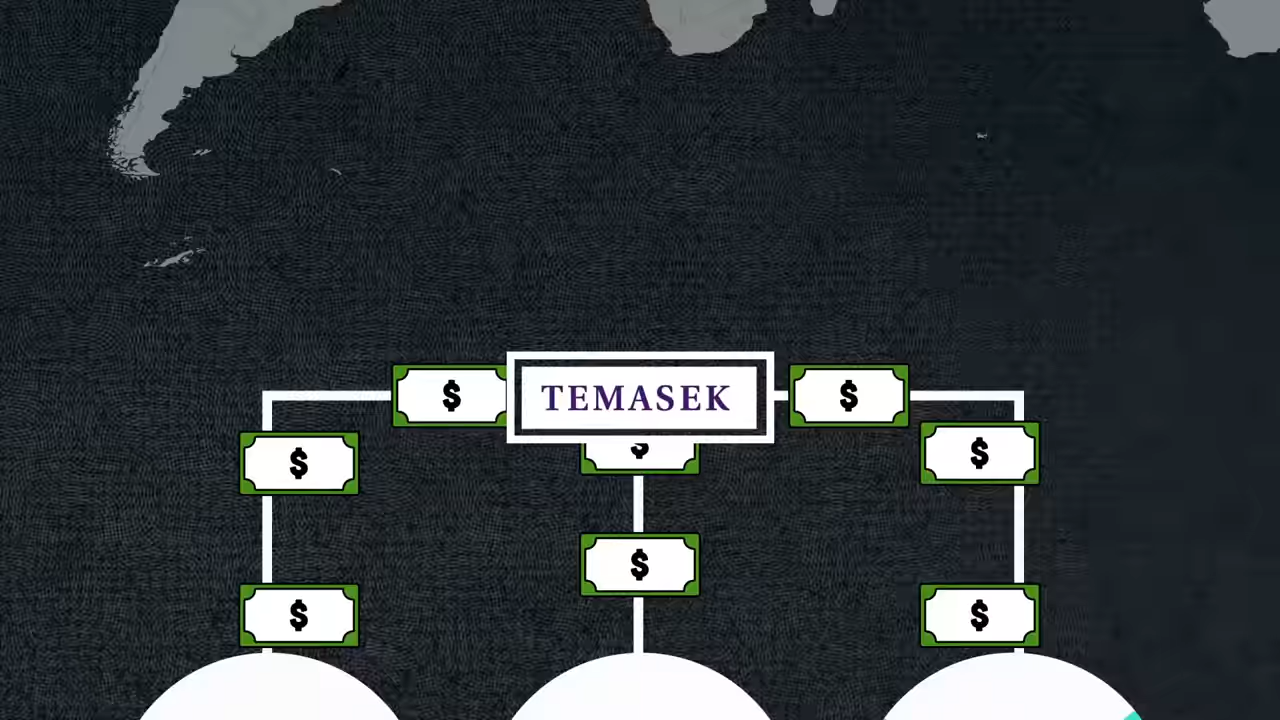 $ TEMASEK $
$ $ $
$
$ $